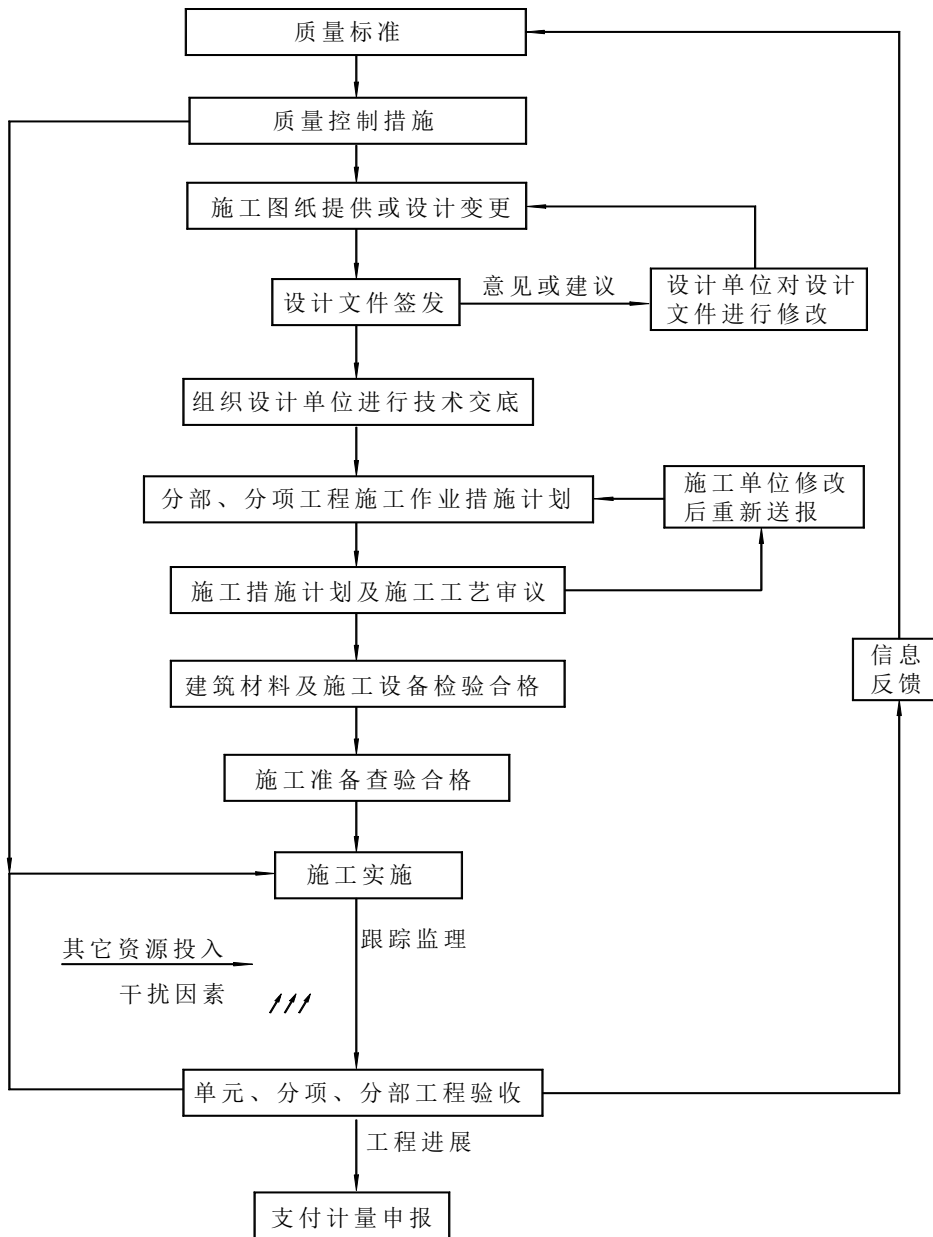 质量标准
质量控制措施
施工图纸提供或设计变更
设计文件签发
意见或建议
设计单位对设计
文件进行修改
组织设计单位进行技术交底
分部、分项工程施工作业措施计划
施工单位修改
后重新送报
施工措施计划及施工工艺审议
信息
反馈
建筑材料及施工设备检验合格
施工准备查验合格
施工实施
跟踪监理
其它资源投入
干扰因素
单元、分项、分部工程验收
工程进展
支付计量申报